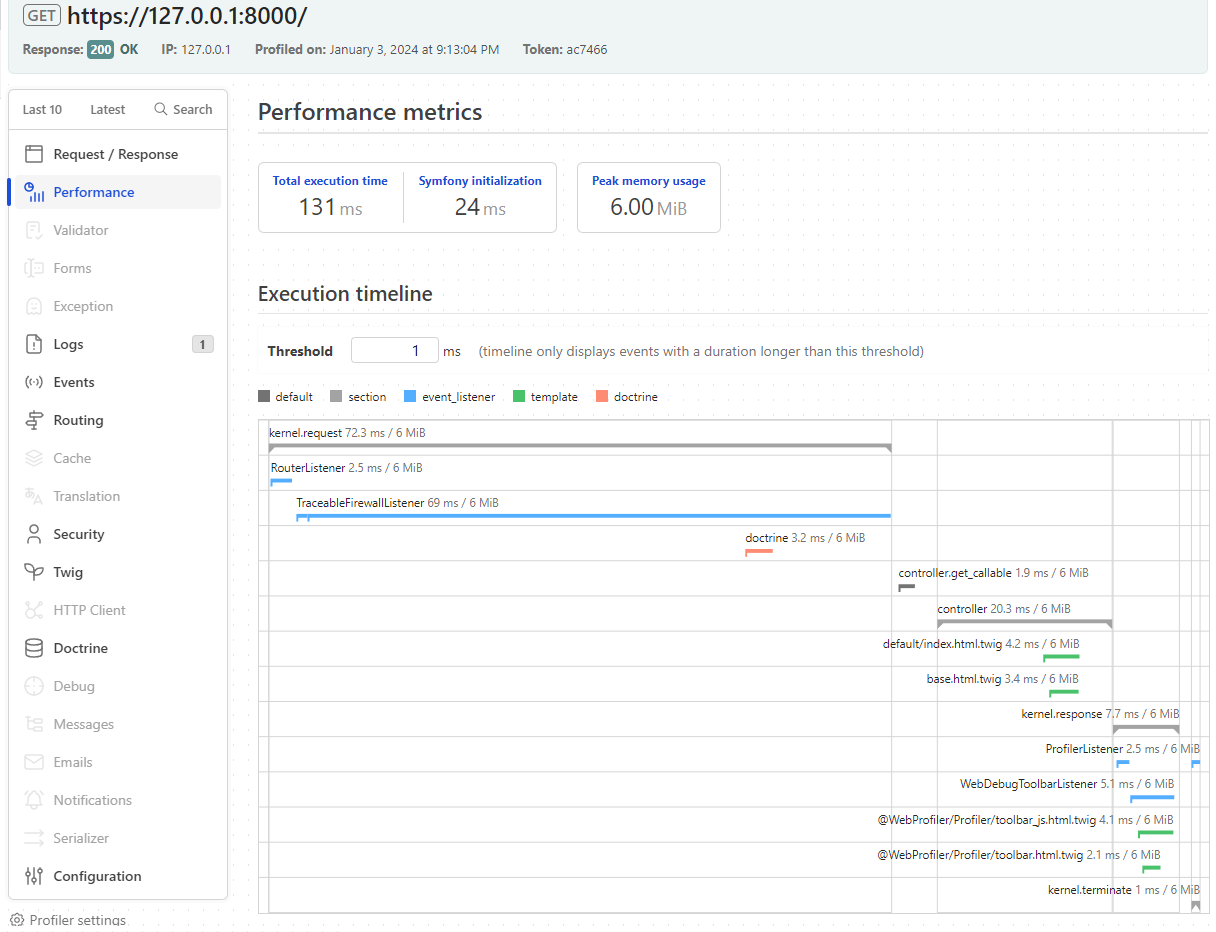 GET https://127.0.0.1:8000/
Response: 200 OK IP: 127.0.0.1 Profiled on: January 3, 2024 at 9:13:04 PM Token: ac7466
Last 10 Latest Search
Request / Response
Performance
Validator
Forms
Exception
Logs 1
Events
Routing
Cache
Translation
Security
Twig
HTTP Client
Doctrine
Debug
Messages
Emails
Notifications
Serializer
Configuration
Profiler settings
Performance metrics
Total execution time
131 ms
Symfony initialization
24 ms
Peak memory usage
6.00 MiB
Execution timeline
Threshold 1 ms (timeline only displays events with a duration longer than this threshold)
default section event_listener template doctrine
kernel.request 72.3 ms / 6 MiB
RouterListener 2.5 ms / 6 MiB
TraceableFirewallListener 69 ms / 6 MiB
doctrine 3.2 ms / 6 MiB
controller.get_callable 1.9 ms / 6 MiB
controller 20.3 ms / 6 MiB
default/index.html.twig 4.2 ms / 6 MiB
base.html.twig 3.4 ms / 6 MiB
kernel.response 7.7 ms / 6 MiB
ProfilerListener 2.5 ms / 6 MiB
WebDebugToolbarListener 5.1 ms / 6 MiB
@WebProfiler/Profiler/toolbar_js.html.twig 4.1 ms / 6 MiB
@WebProfiler/Profiler/toolbar.html.twig 2.1 ms / 6 MiB
kernel.terminate 1 ms / 6 MiB